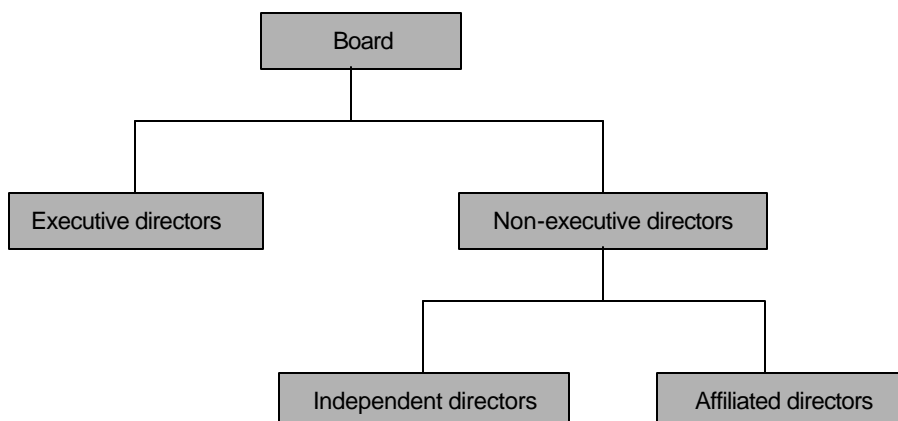 Board
Executive directors
Non-executive directors
Independent directors
Affiliated directors